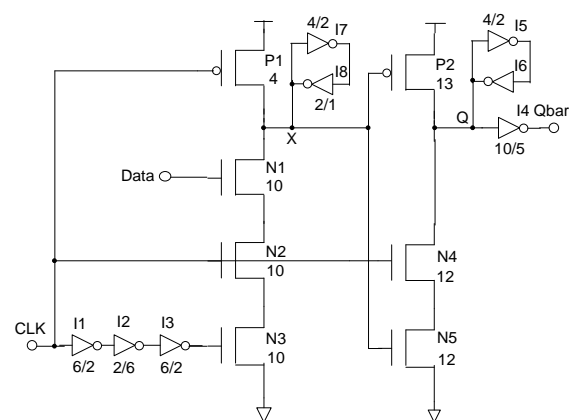 4/2 I7
4/2 I5
P1
4
I8
2/1
P2
13
I6
X
Q
I4 Qbar
10/5
Data
N1
10
N2
10
N4
12
CLK
I1 I2 I3
6/2 2/6 6/2
N3
10
N5
12